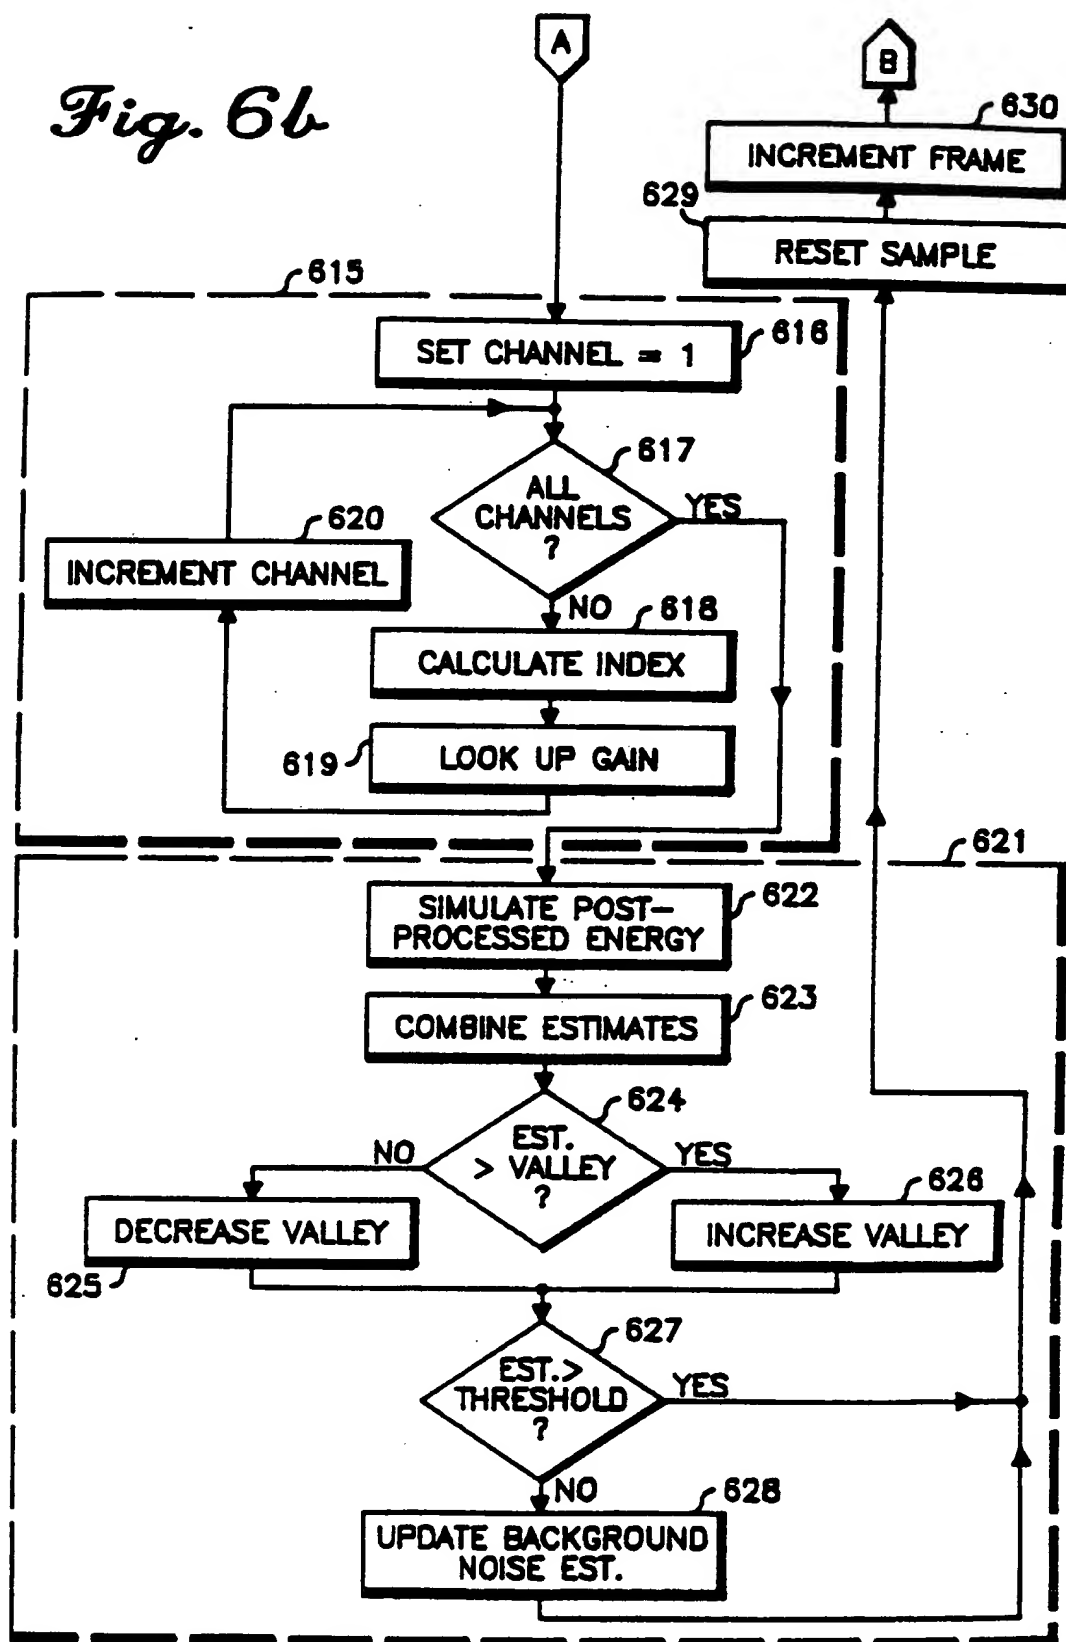 A
B
Fig. 6b
630
INCREMENT FRAME
629
RESET SAMPLE
615
SET CHANNEL = 1
616
617
ALL
CHANNELS
?
YES
620
INCREMENT CHANNEL
NO
618
CALCULATE INDEX
619
LOOK UP GAIN
621
SIMULATE POST-
PROCESSED ENERGY
622
623
COMBINE ESTIMATES
624
EST.
> VALLEY
?
NO
YES
626
DECREASE VALLEY
INCREASE VALLEY
625
627
EST.>
THRESHOLD
?
YES
NO
628
UPDATE BACKGROUND
NOISE EST.